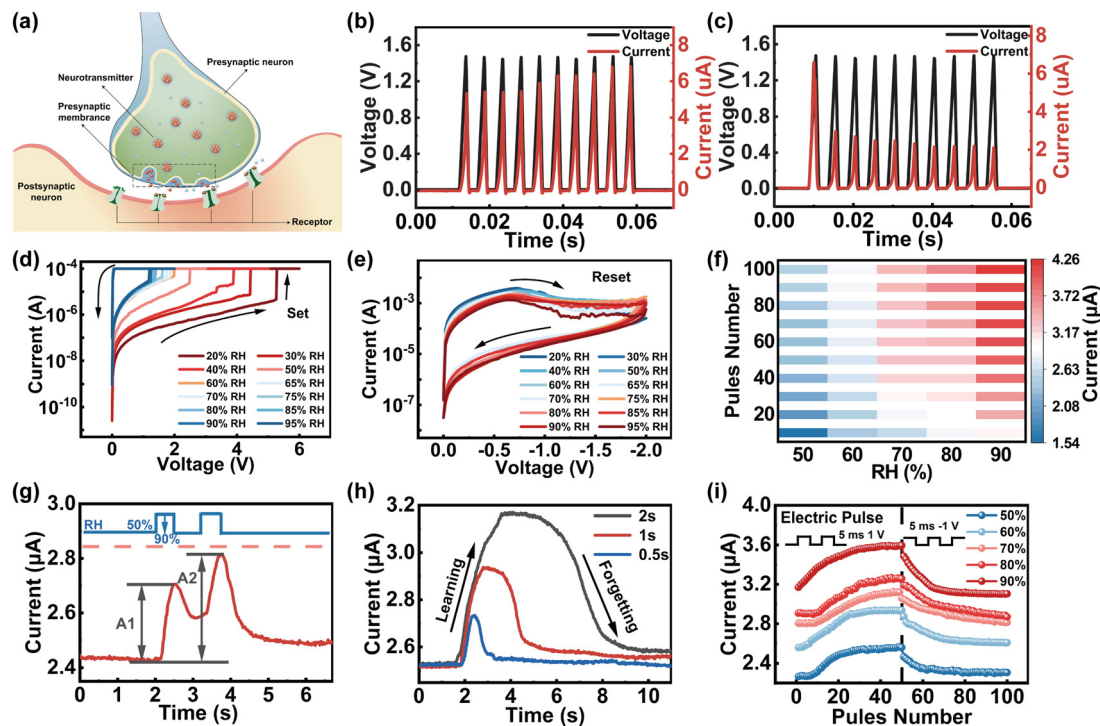 (a)
Neurotransmitter
Presynaptic neuron
Presynaptic
membrance
Postsynaptic
neuron
Receptor
(b)
Voltage
Current
1.6
1.2
0.8
0.4
0.0
Voltage (V)
8
6
4
2
0
Current (uA)
0.00 0.02 0.04 0.06
Time (s)
(c)
Voltage
Current
1.6
1.2
0.8
0.4
0.0
Voltage (V)
8
6
4
2
0
Current (uA)
0.00 0.02 0.04 0.06
Time (s)
(d)
10-4
10-6
10-8
10-10
Current (A)
Set
20% RH 30% RH
40% RH 50% RH
60% RH 65% RH
70% RH 75% RH
80% RH 85% RH
90% RH 95% RH
0 2 4 6
Voltage (V)
(e)
Reset
10-3
10-5
10-7
Current (A)
20% RH 30% RH
40% RH 50% RH
60% RH 65% RH
70% RH 75% RH
80% RH 85% RH
90% RH 95% RH
0.0 -0.5 -1.0 -1.5 -2.0
Voltage (V)
(f)
100
80
60
40
20
Pules Number
50 60 70 80 90
RH (%)
4.26
3.72
3.17
2.63
2.08
1.54
Current (μA)
(g)
RH 50%
90%
A1
A2
3.0
2.8
2.6
2.4
Current (μA)
0 1 2 3 4 5 6
Time (s)
(h)
2s
1s
0.5s
Learning
Forgetting
3.2
3.0
2.8
2.6
2.4
Current (μA)
0 2 4 6 8 10
Time (s)
(i)
Electric Pulse
5 ms 1 V
5 ms -1 V
50%
60%
70%
80%
90%
3.6
3.2
2.8
2.4
Current (μA)
0 20 40 60 80 100
Pules Number